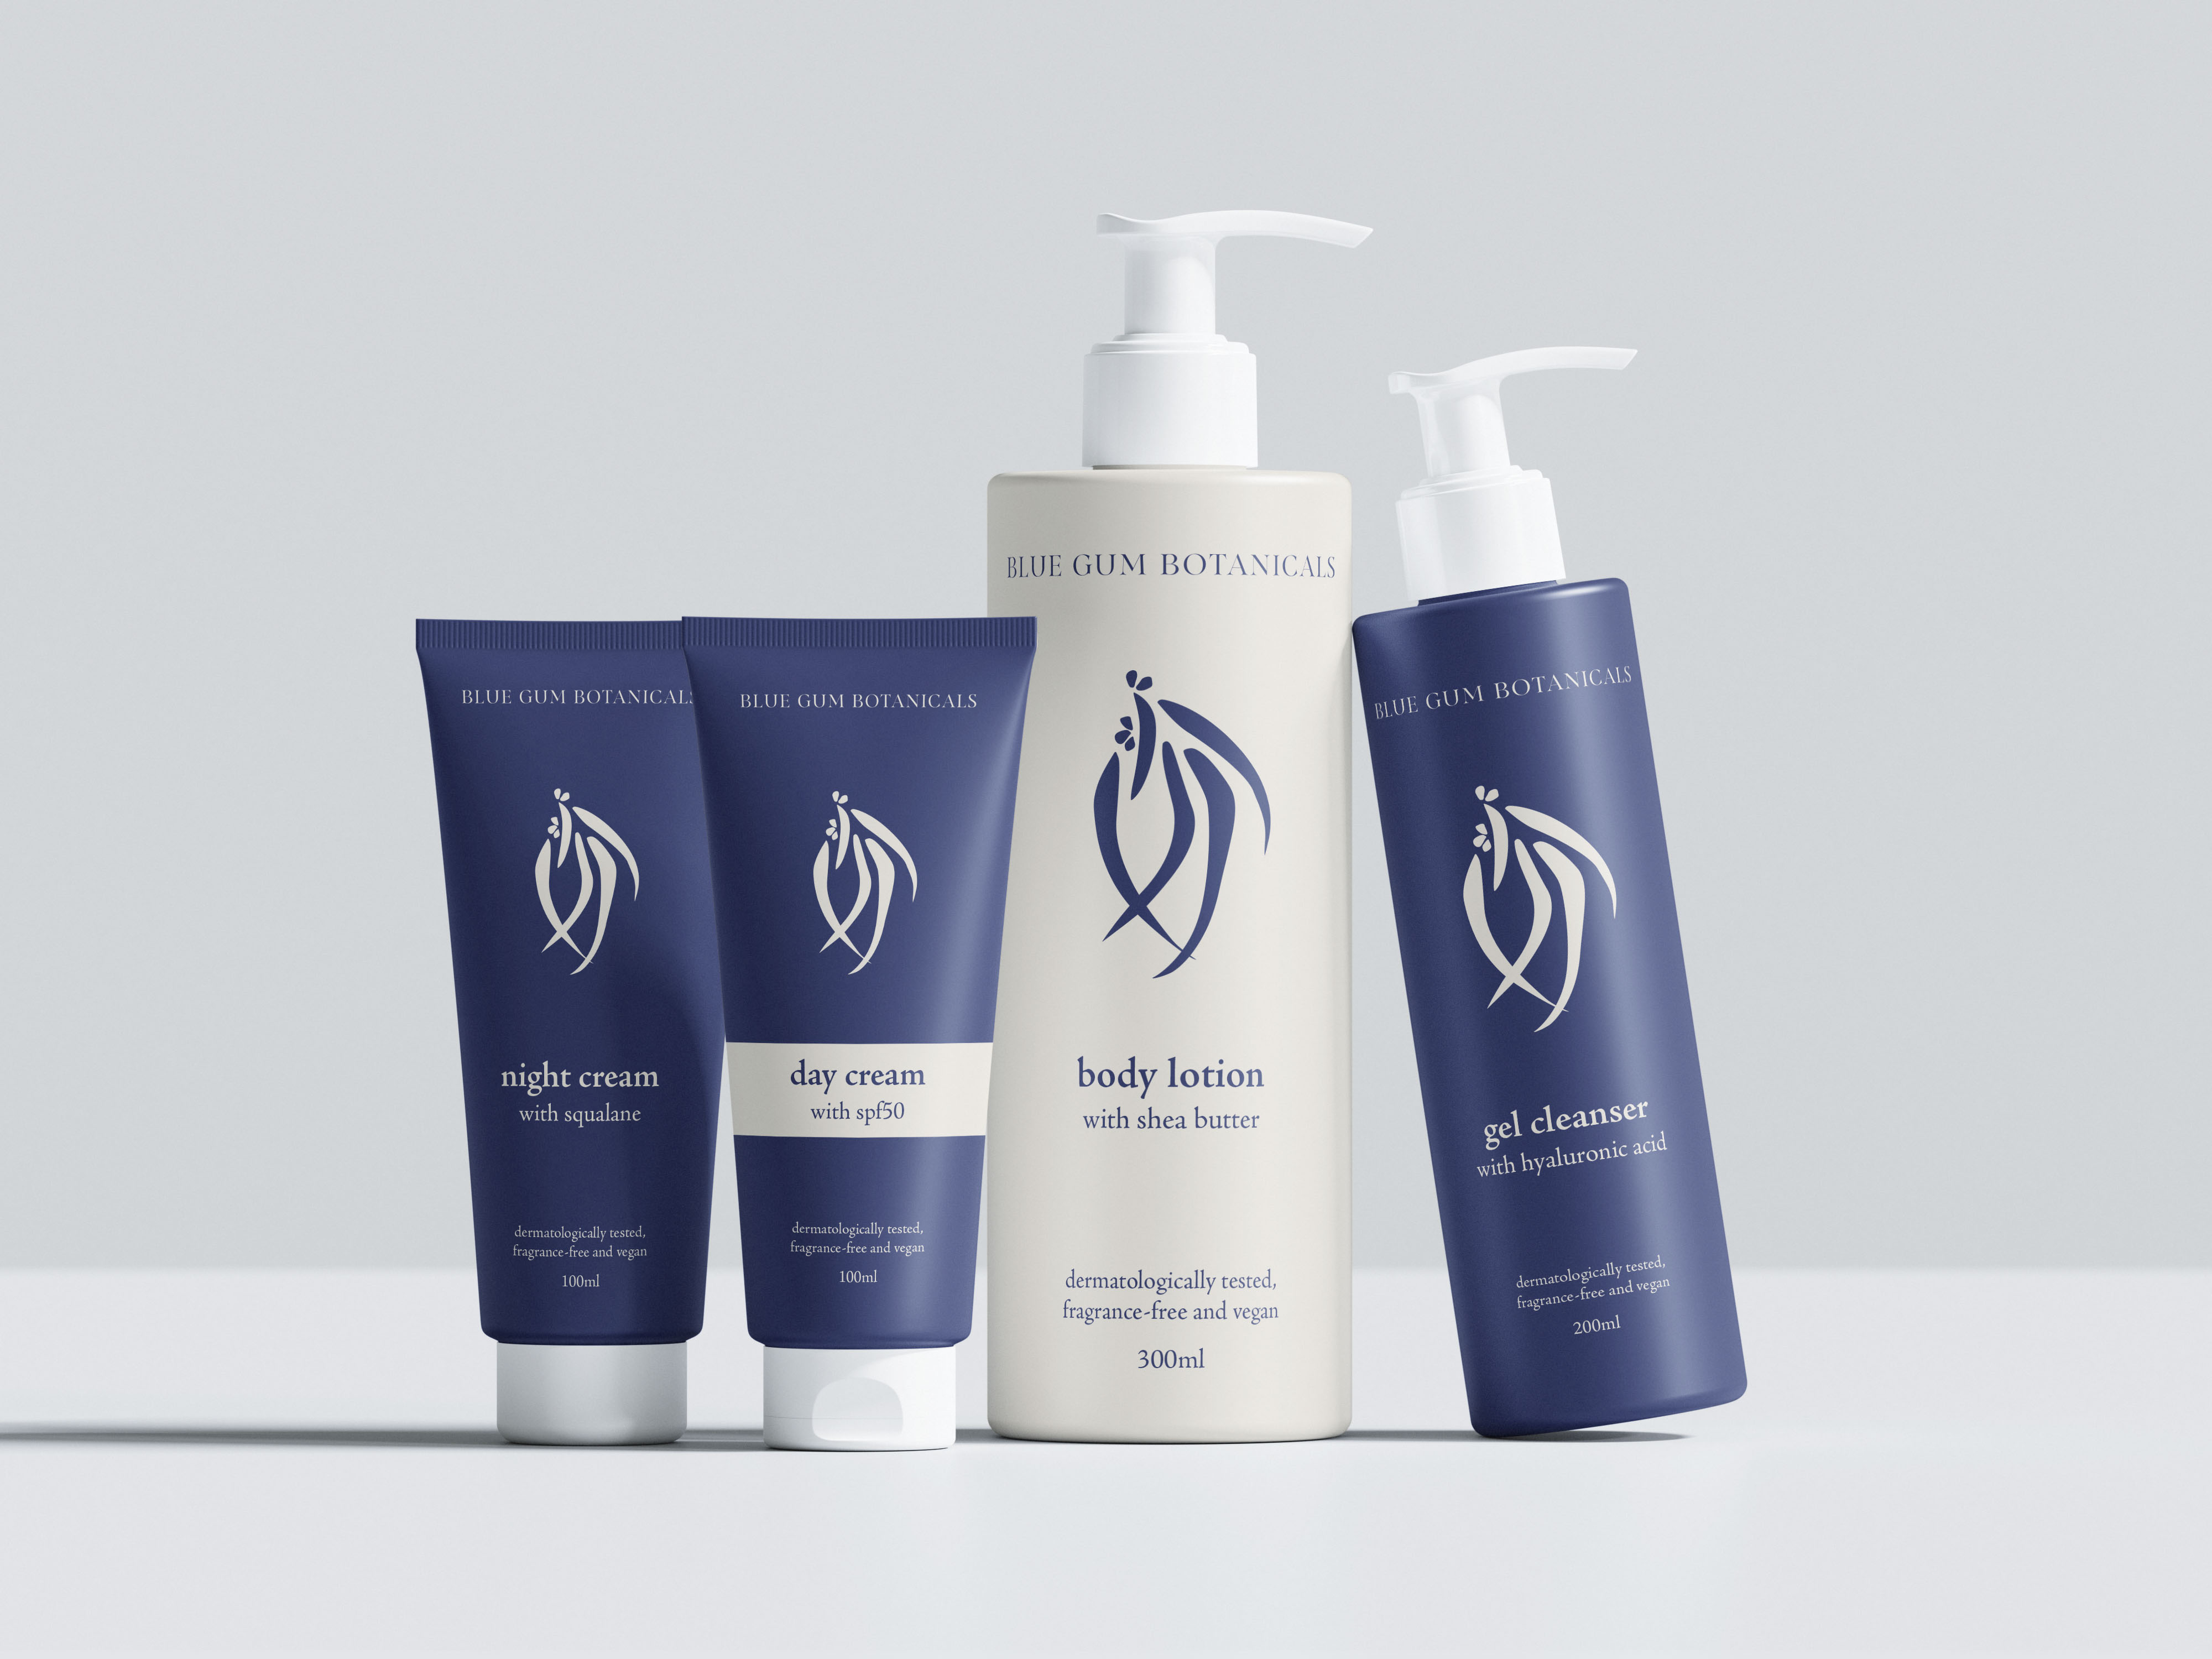 BLUE GUM BOTANICALS
night cream
with squalane
dermatologically tested,
fragrance-free and vegan
100ml
BLUE GUM BOTANICALS
day cream
with spf50
dermatologically tested,
fragrance-free and vegan
100ml
BLUE GUM BOTANICALS
body lotion
with shea butter
dermatologically tested,
fragrance-free and vegan
300ml
BLUE GUM BOTANICALS
gel cleanser
with hyaluronic acid
dermatologically tested,
fragrance-free and vegan
200ml